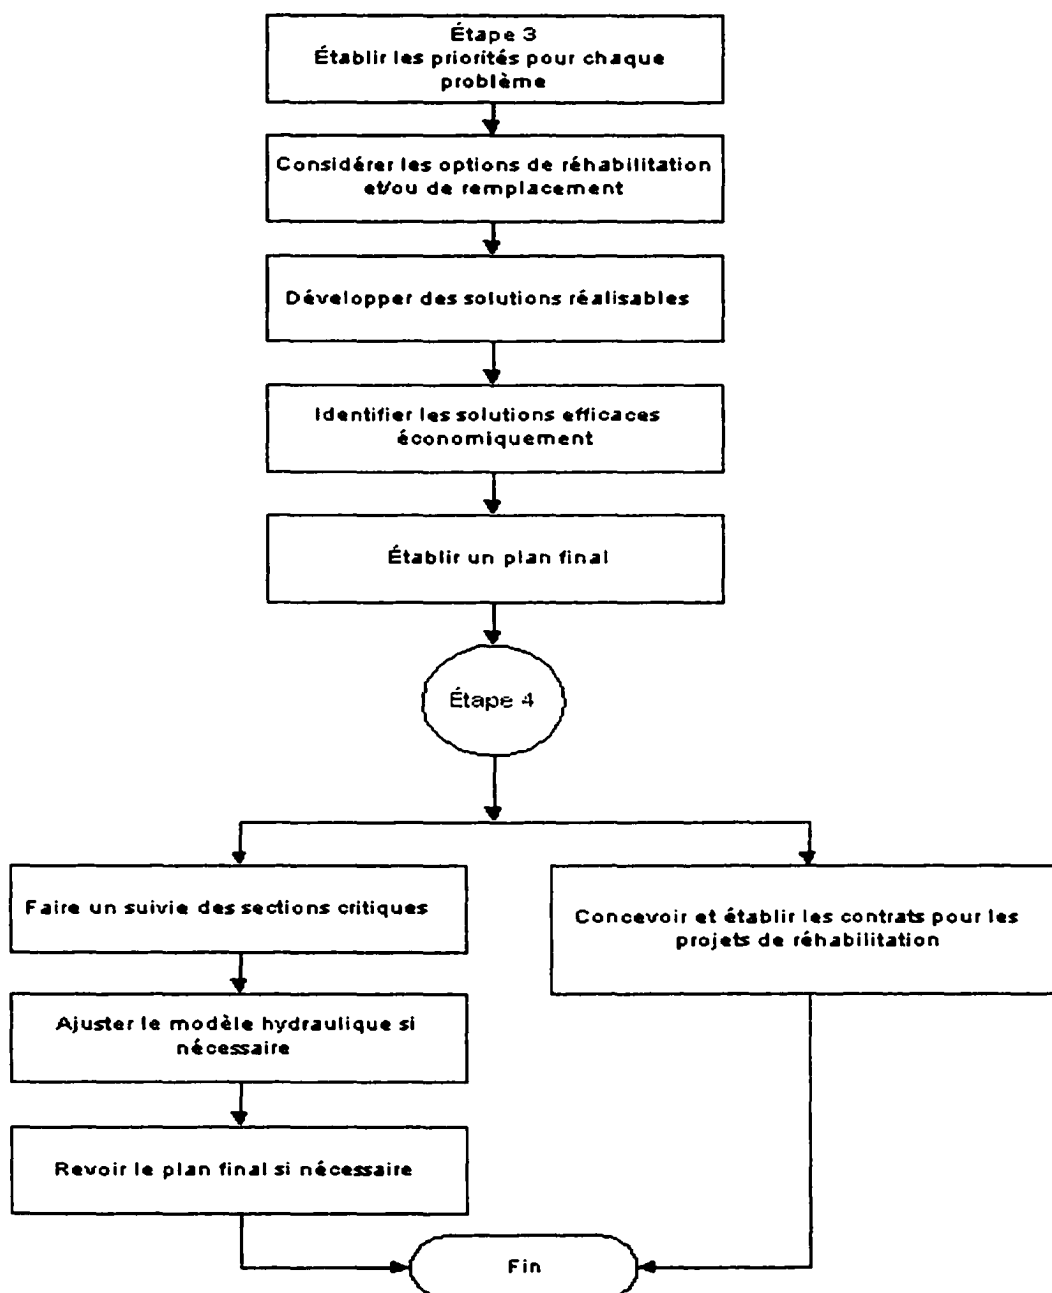 Étape 3
Établir les priorités pour chaque
problème
Considérer les options de réhabilitation
et/ou de remplacement
Développer des solutions réalisables
Identifier les solutions efficaces
économiquement
Établir un plan final
Étape 4
Faire un suivie des sections critiques
Concevoir et établir les contrats pour les
projets de réhabilitation
Ajuster le modèle hydraulique si
nécessaire
Revoir le plan final si nécessaire
Fin